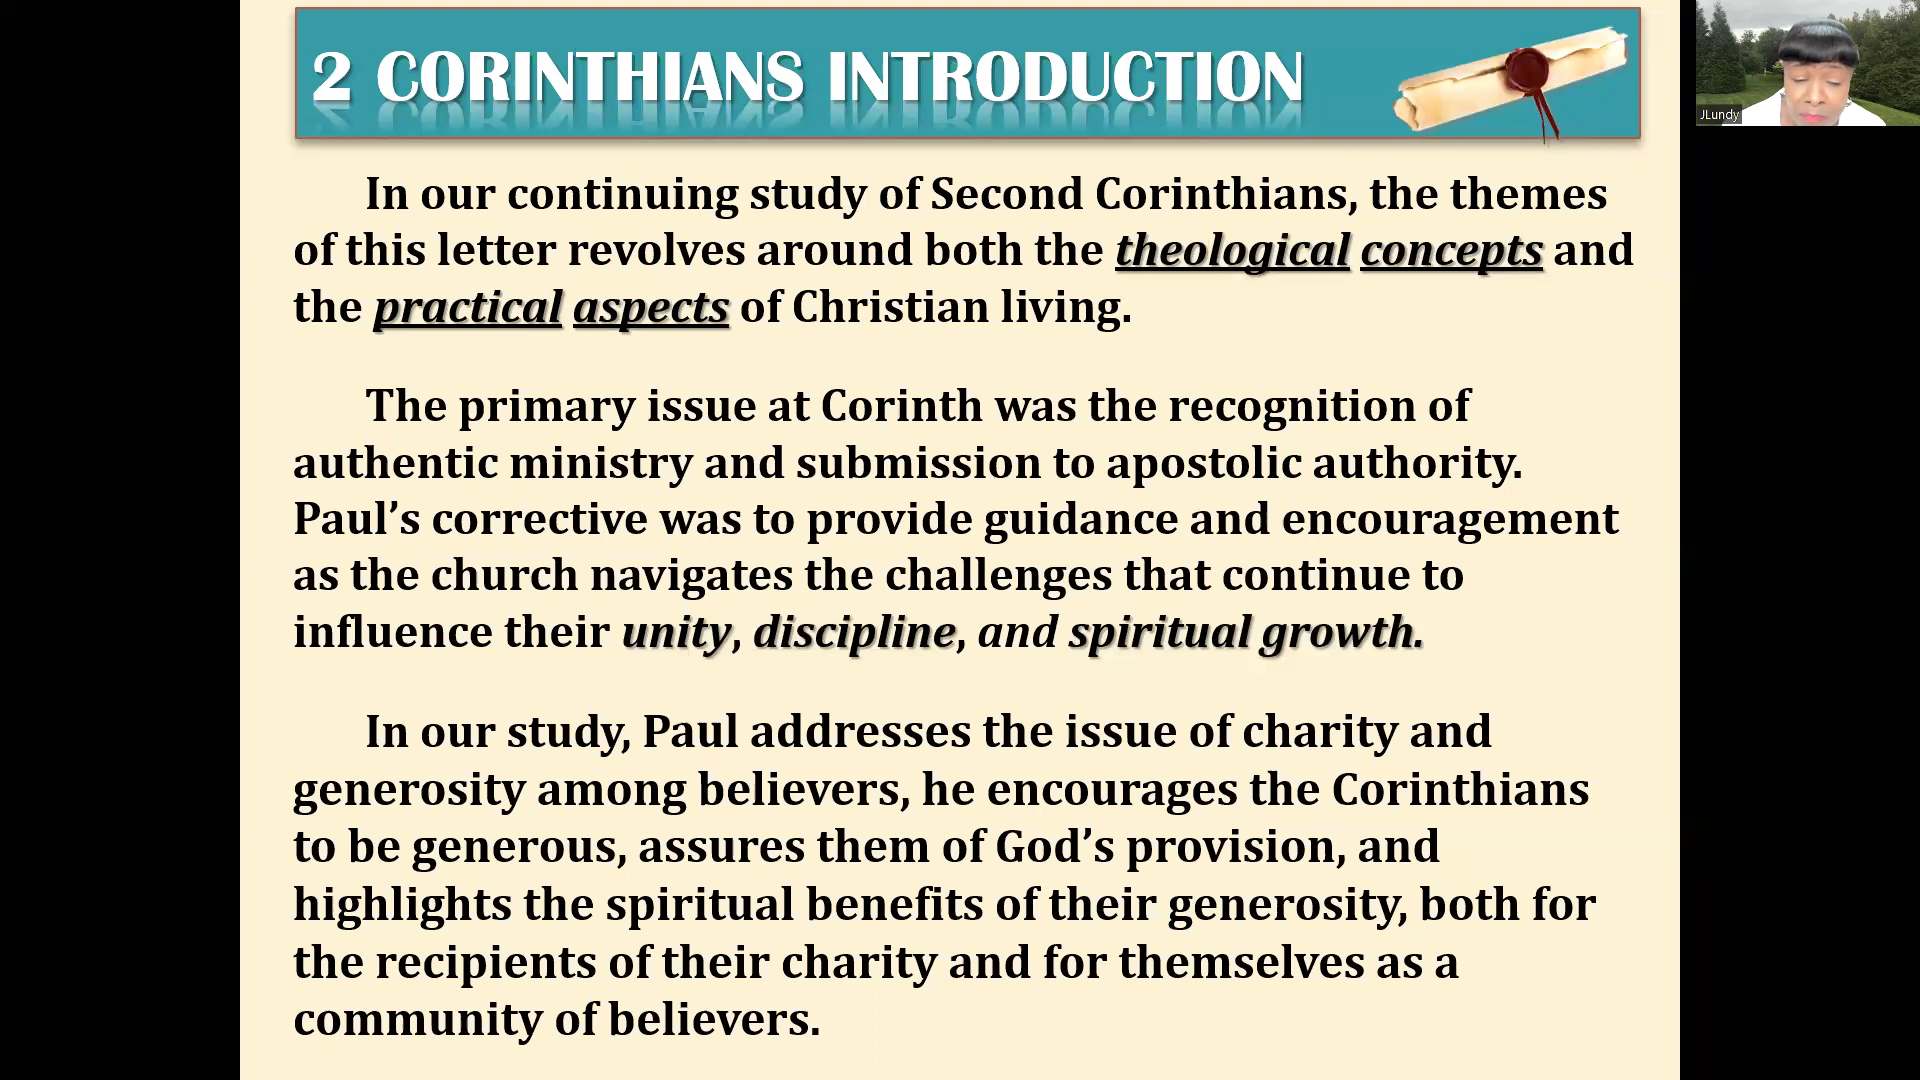 2 CORINTHIANS INTRODUCTION
JLundy
In our continuing study of Second Corinthians, the themes
of this letter revolves around both the theological concepts and
the practical aspects of Christian living.
The primary issue at Corinth was the recognition of
authentic ministry and submission to apostolic authority.
Paul’s corrective was to provide guidance and encouragement
as the church navigates the challenges that continue to
influence their unity, discipline, and spiritual growth.
In our study, Paul addresses the issue of charity and
generosity among believers, he encourages the Corinthians
to be generous, assures them of God’s provision, and
highlights the spiritual benefits of their generosity, both for
the recipients of their charity and for themselves as a
community of believers.